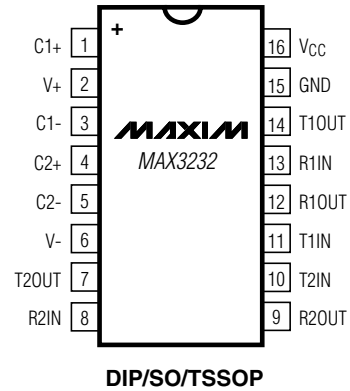 +
C1+ 1 16 VCC
V+ 2 15 GND
C1- 3 MAXIM 14 T1OUT
C2+ 4 MAX3232 13 R1IN
C2- 5 12 R1OUT
V- 6 11 T1IN
T2OUT 7 10 T2IN
R2IN 8 9 R2OUT
DIP/SO/TSSOP